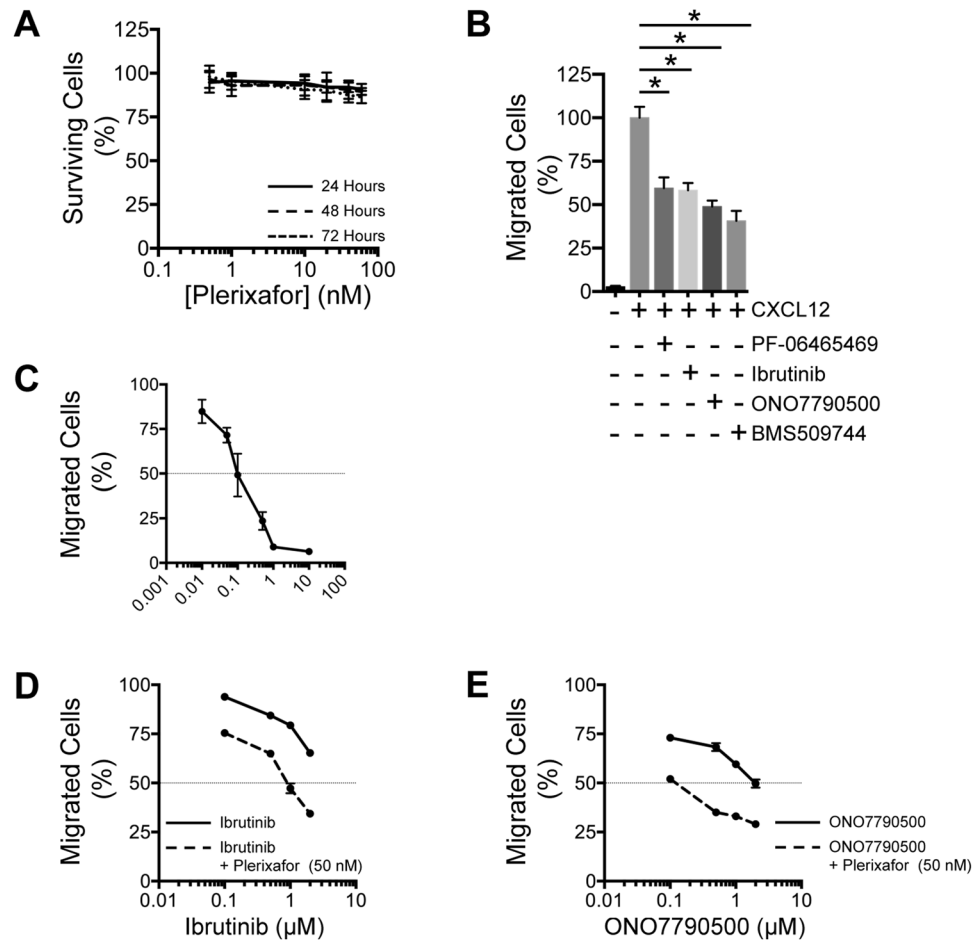 A
Surviving Cells
(%)
125
100
75
50
25
0
24 Hours
48 Hours
72 Hours
0.1
1
10
100
[Plerixafor] (nM)
B
Migrated Cells
(%)
125
100
75
50
25
0
*
*
*
*
- + + + + + CXCL12
- - + - - - PF-06465469
- - - + - - Ibrutinib
- - - - + - ONO7790500
- - - - - + BMS509744
C
Migrated Cells
(%)
100
75
50
25
0
0.001
0.01
0.1
1
10
100
D
Migrated Cells
(%)
100
75
50
25
0
Ibrutinib
Ibrutinib
+ Plerixafor (50 nM)
0.01
0.1
1
10
Ibrutinib (µM)
E
Migrated Cells
(%)
100
75
50
25
0
ONO7790500
ONO7790500
+ Plerixafor (50 nM)
0.01
0.1
1
10
ONO7790500 (µM)